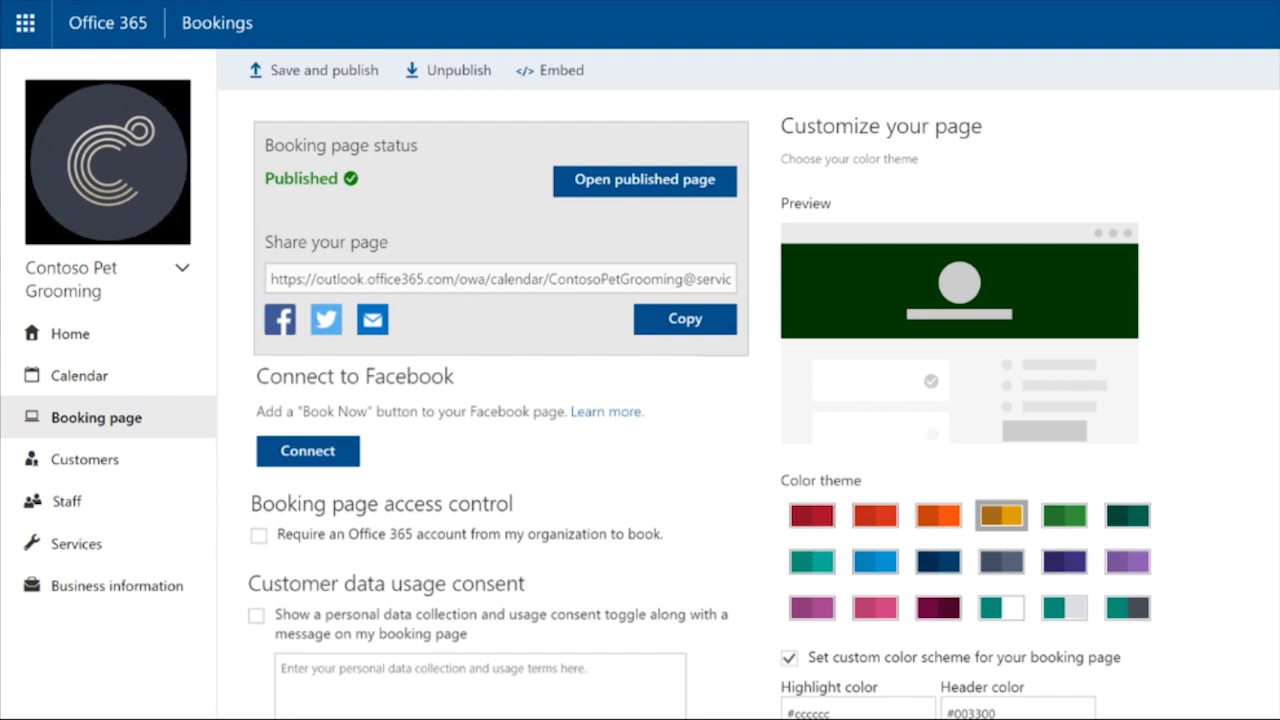 Office 365
Bookings
Save and publish
Unpublish
</> Embed
Contoso Pet
Grooming
Home
Calendar
Booking page
Customers
Staff
Services
Business information
Booking page status
Published
Open published page
Share your page
https://outlook.office365.com/owa/calendar/ContosoPetGrooming@servic
Copy
Connect to Facebook
Add a "Book Now" button to your Facebook page. Learn more.
Connect
Booking page access control
Require an Office 365 account from my organization to book.
Customer data usage consent
Show a personal data collection and usage consent toggle along with a
message on my booking page
Enter your personal data collection and usage terms here.
Customize your page
Choose your color theme
Preview
Color theme
Set custom color scheme for your booking page
Highlight color
Header color
#cccccc
#003300